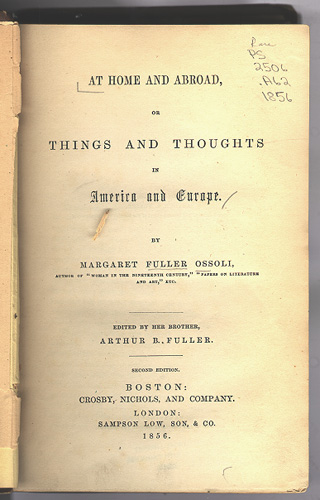 Rare
PS
2506
.A62
1856
AT HOME AND ABROAD,
OR
THINGS AND THOUGHTS
IN
America and Europe.
BY
MARGARET FULLER OSSOLI,
AUTHOR OF "WOMAN IN THE NINETEENTH CENTURY," "PAPERS ON LITERATURE
AND ART," ETC.
EDITED BY HER BROTHER,
ARTHUR B. FULLER.
SECOND EDITION.
BOSTON:
CROSBY, NICHOLS, AND COMPANY.
LONDON:
SAMPSON LOW, SON, & CO.
1856.